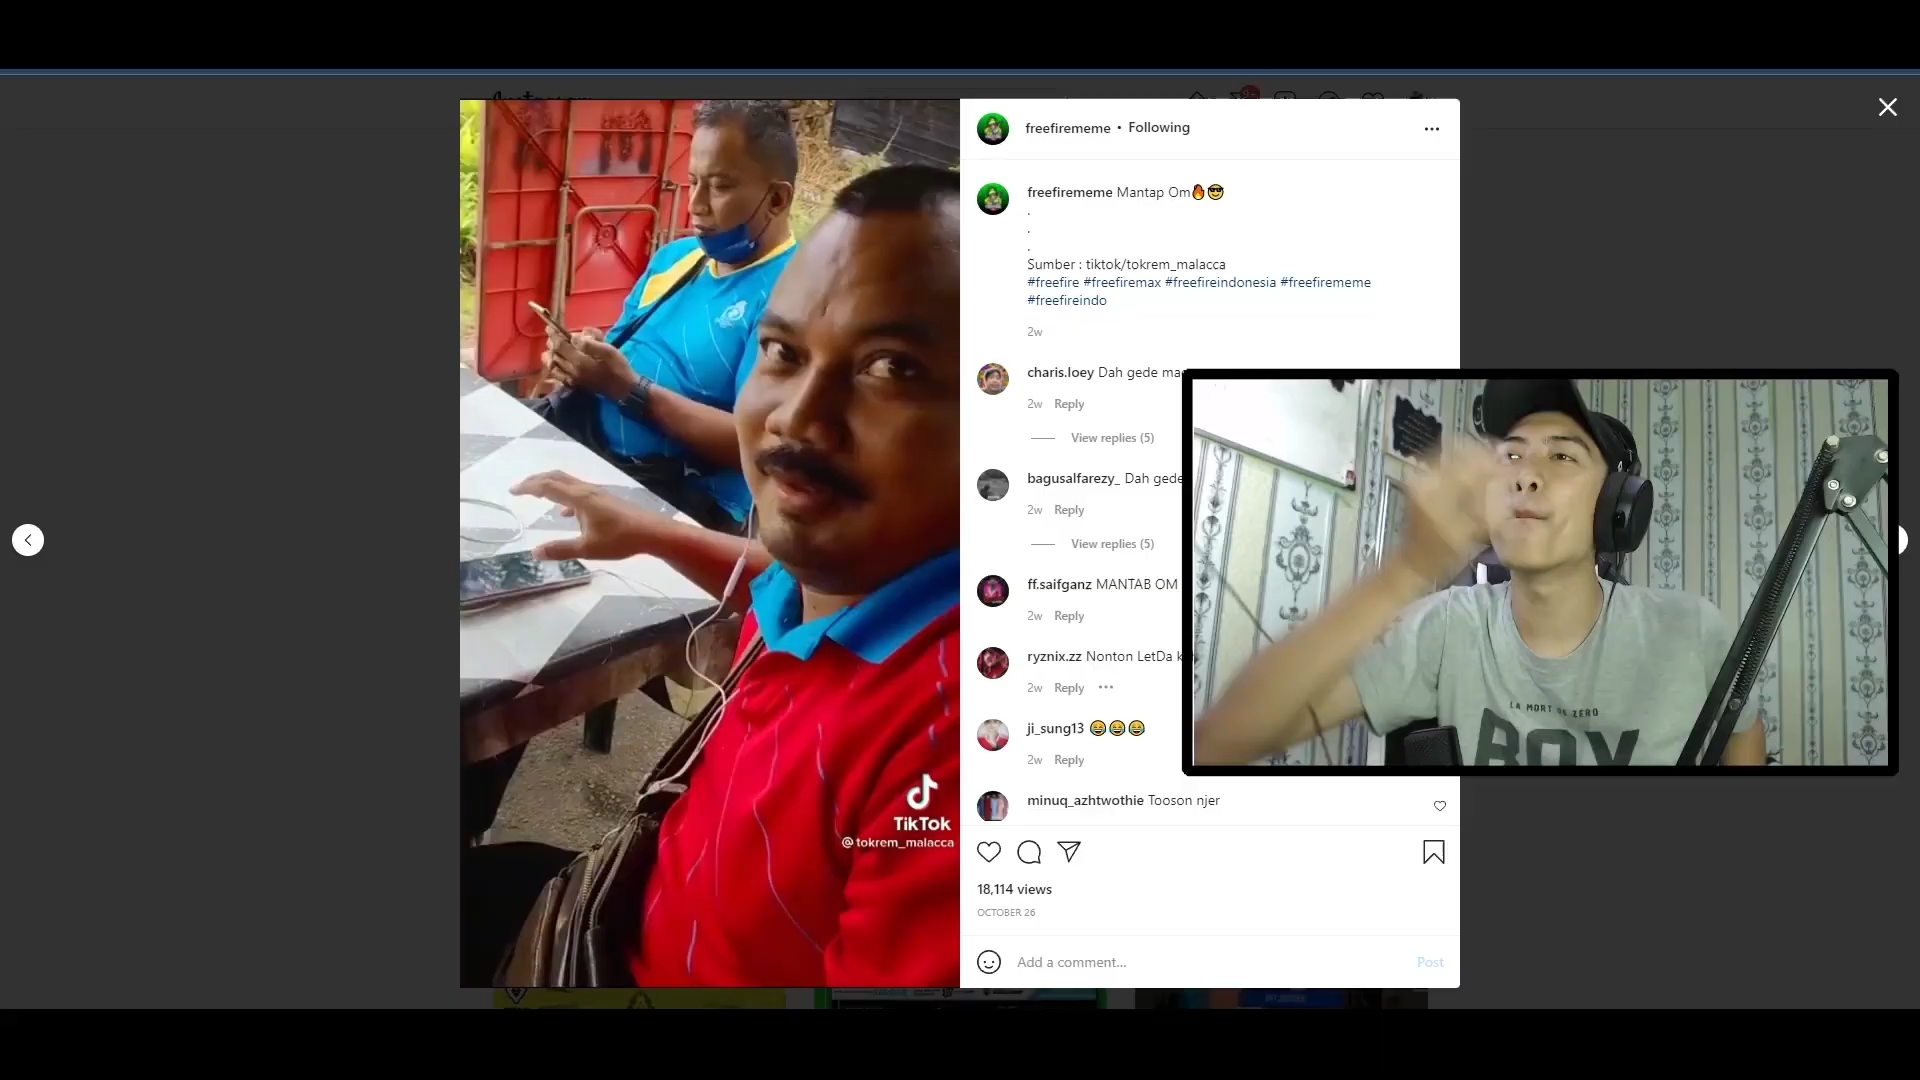 freefirememe • Following
freefirememe Mantap Om🔥😎
.
.
.
Sumber : tiktok/tokrem_malacca
#freefire #freefiremax #freefireindonesia #freefirememe
#freefireindo
2w
charis.loey Dah gede
2w Reply
View replies (5)
bagusalfarezy_ Dah gede
2w Reply
View replies (5)
ff.saifganz MANTAB OM
2w Reply
ryznix.zz Nonton LetDa
2w Reply
ji_sung13 😂😂😂
2w Reply
minuq_azhtwothie Tooson njer
18,114 views
OCTOBER 26
Add a comment...
Post
TikTok
@tokrem_malacca
LA MORT DE ZERO
BOY